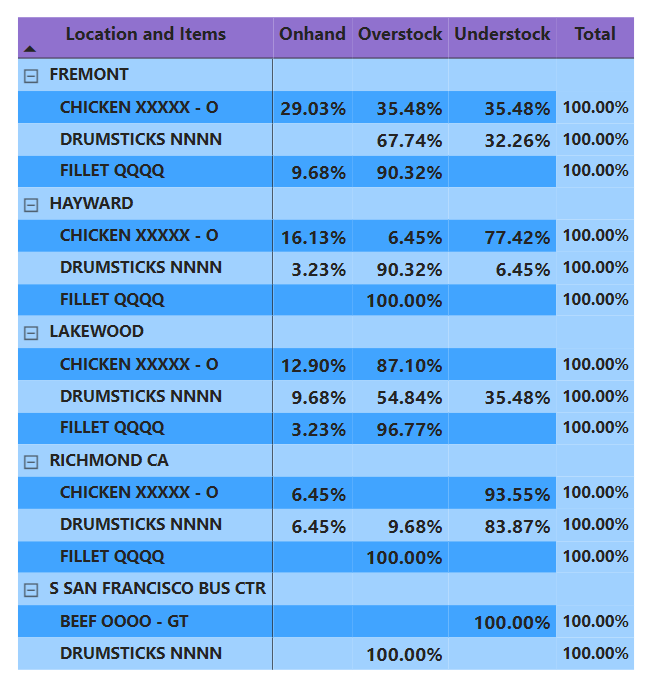 Location and Items Onhand Overstock Understock Total
FREMONT
CHICKEN XXXXX - O 29.03% 35.48% 35.48% 100.00%
DRUMSTICKS NNNN 67.74% 32.26% 100.00%
FILLET QQQQ 9.68% 90.32% 100.00%
HAYWARD
CHICKEN XXXXX - O 16.13% 6.45% 77.42% 100.00%
DRUMSTICKS NNNN 3.23% 90.32% 6.45% 100.00%
FILLET QQQQ 100.00% 100.00%
LAKEWOOD
CHICKEN XXXXX - O 12.90% 87.10% 100.00%
DRUMSTICKS NNNN 9.68% 54.84% 35.48% 100.00%
FILLET QQQQ 3.23% 96.77% 100.00%
RICHMOND CA
CHICKEN XXXXX - O 6.45% 93.55% 100.00%
DRUMSTICKS NNNN 6.45% 9.68% 83.87% 100.00%
FILLET QQQQ 100.00% 100.00%
S SAN FRANCISCO BUS CTR
BEEF OOOO - GT 100.00% 100.00%
DRUMSTICKS NNNN 100.00% 100.00%